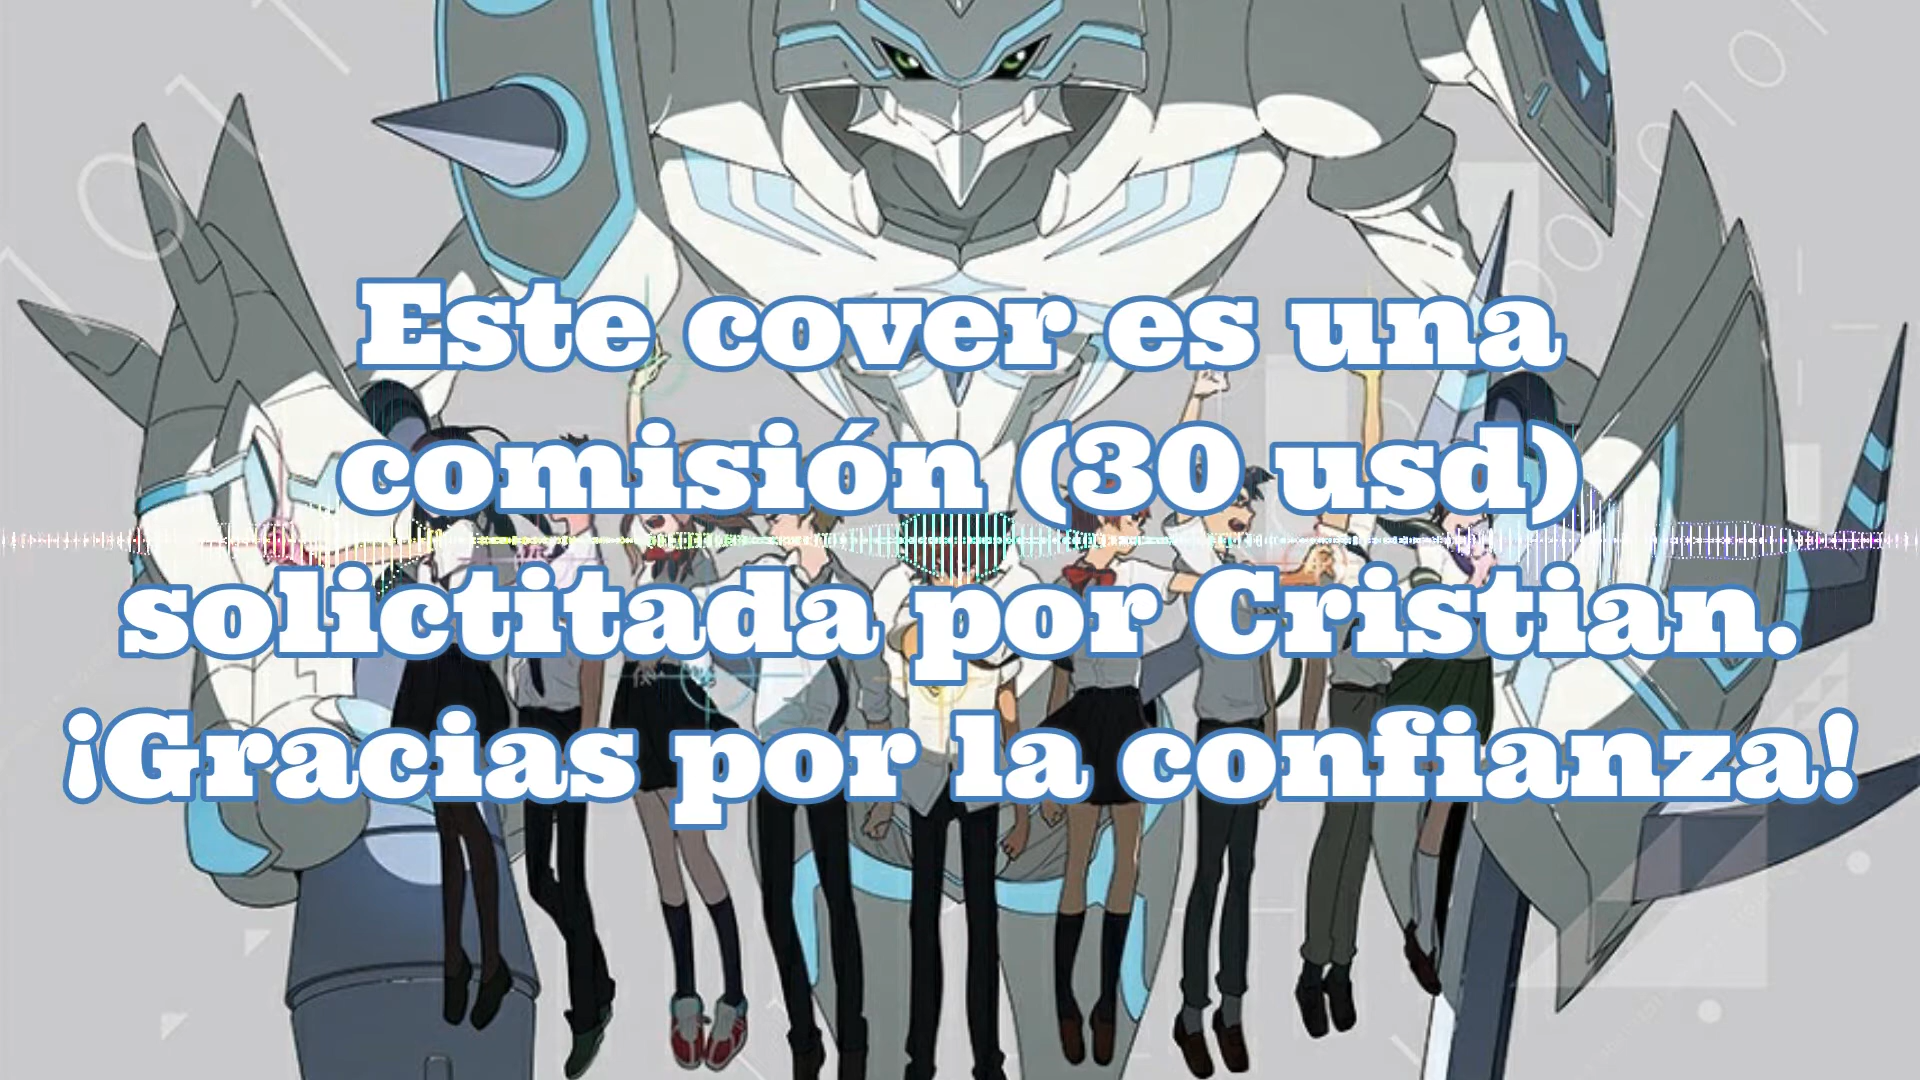 Este cover es una
comisión (30 usd)
solictitada por Cristian.
¡Gracias por la confianza!